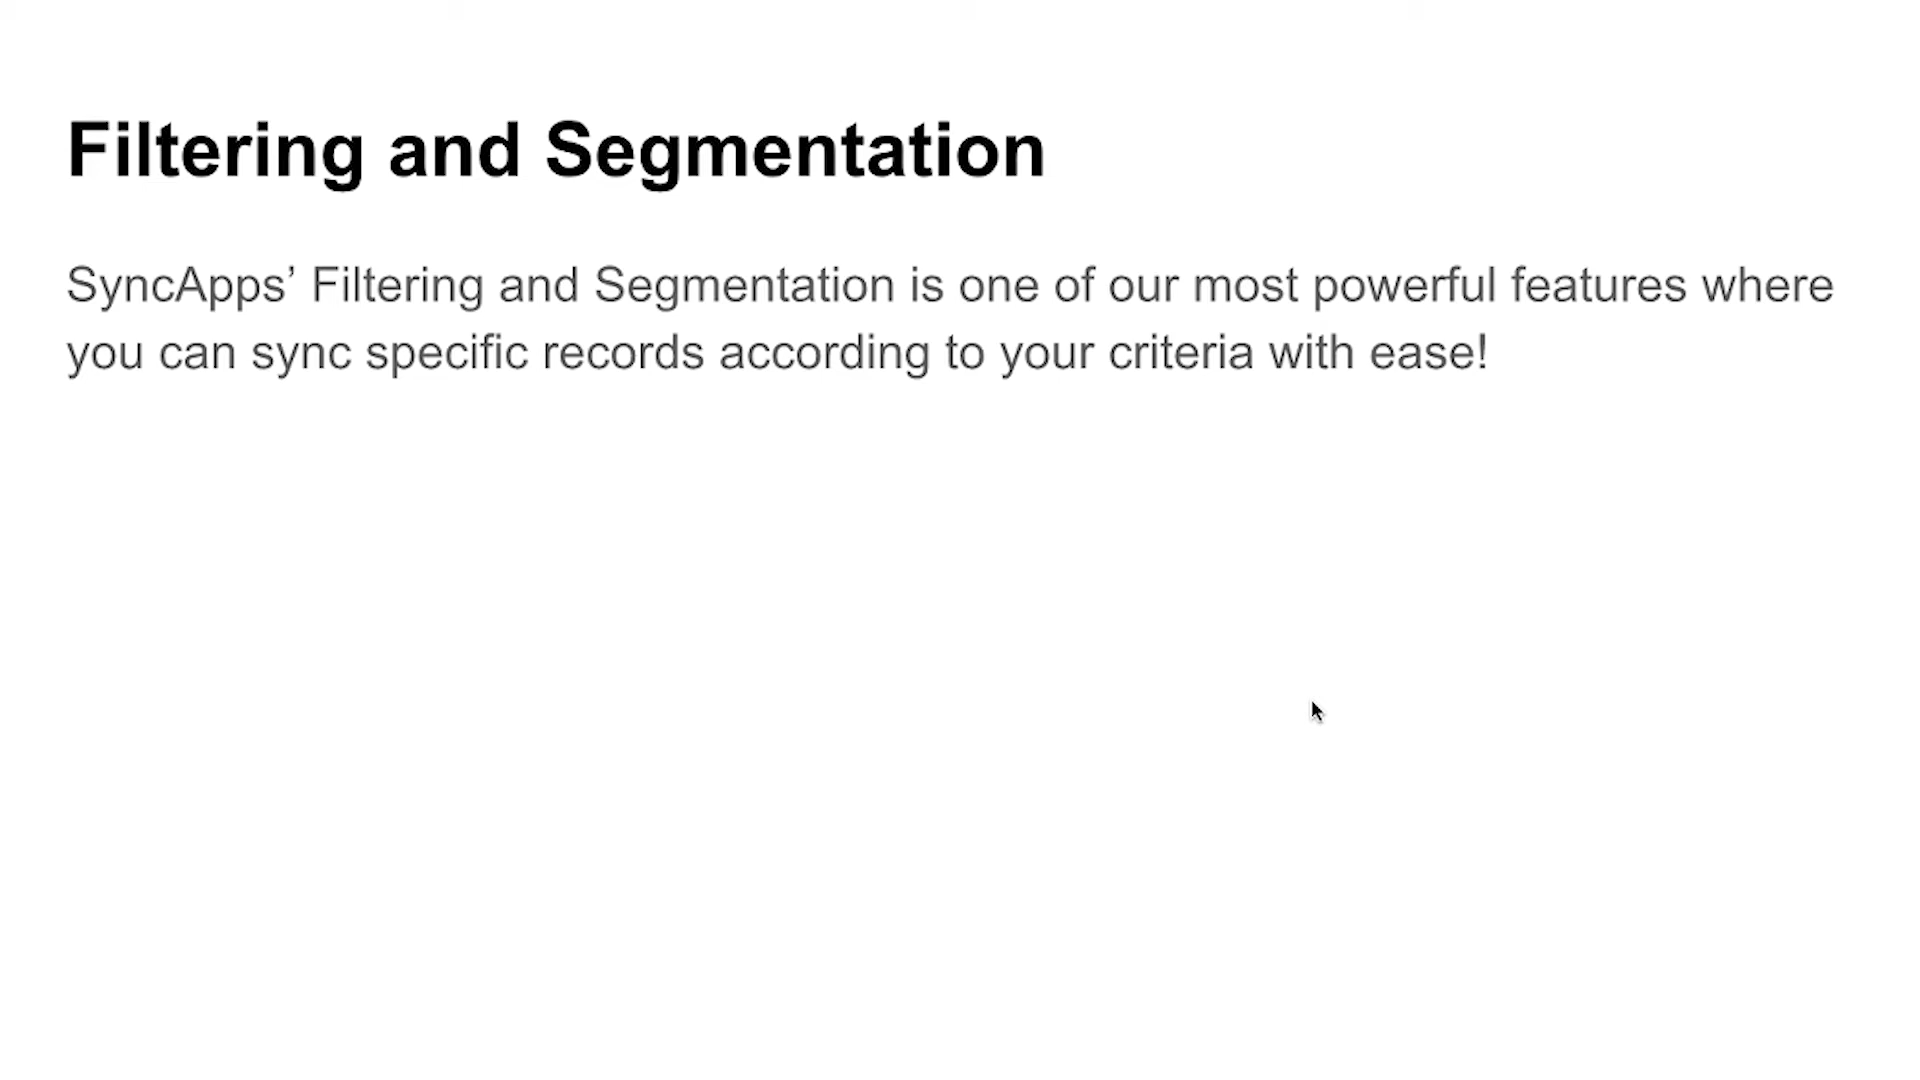 Filtering and Segmentation
SyncApps’ Filtering and Segmentation is one of our most powerful features where
you can sync specific records according to your criteria with ease!